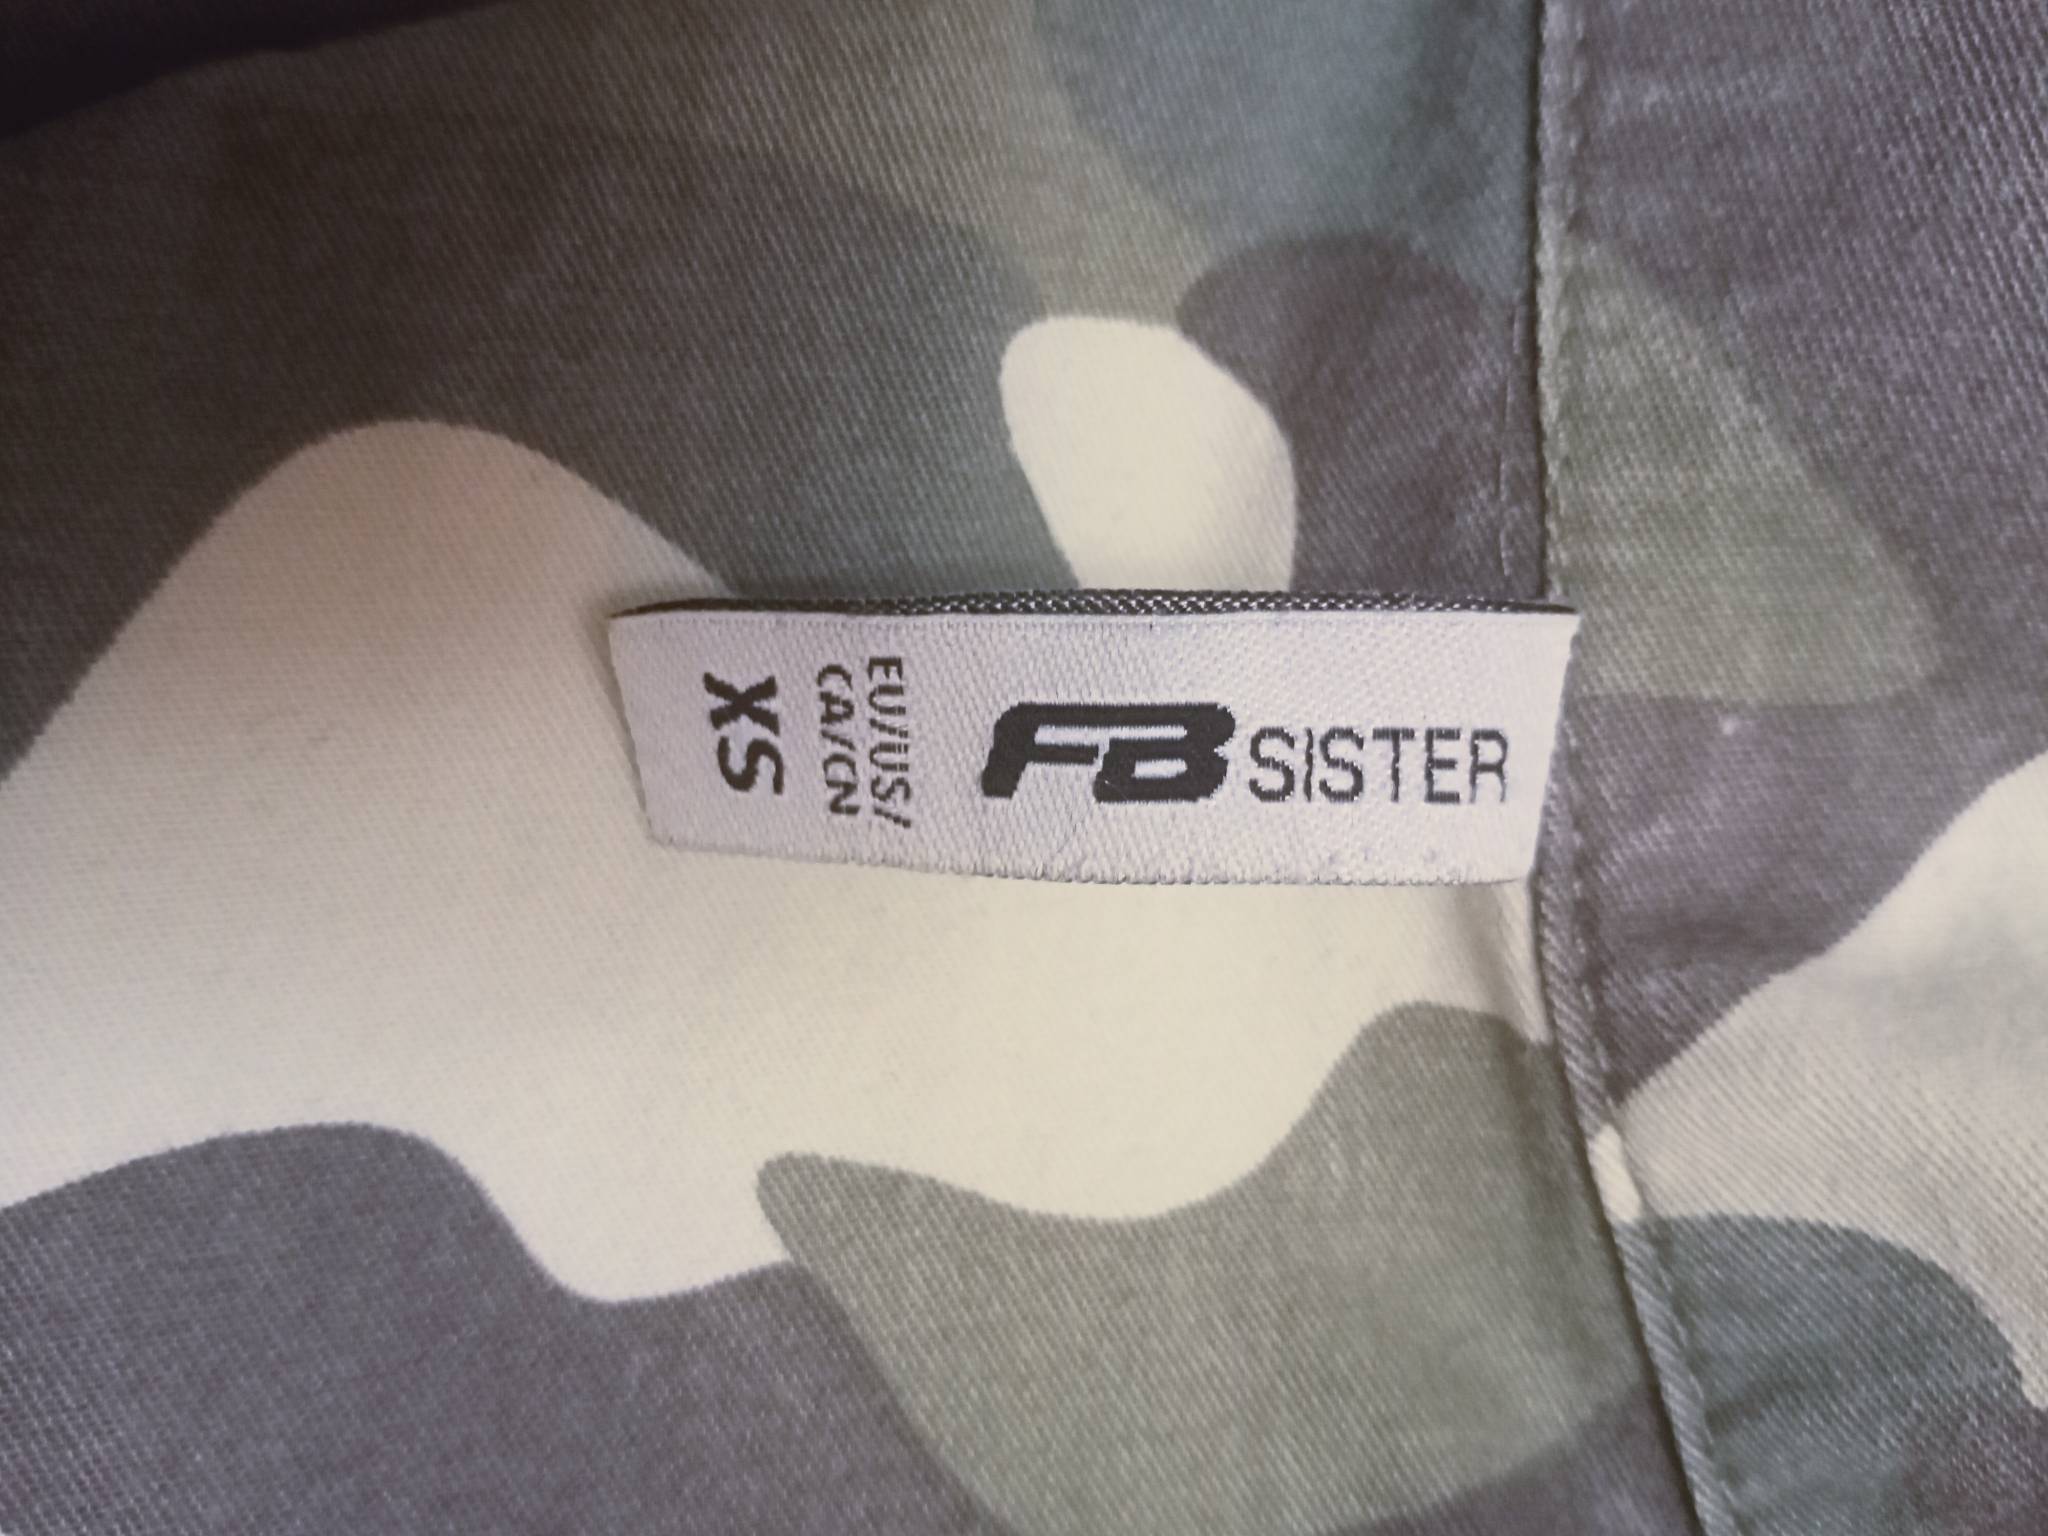 FB SISTER
EU/US/
CA/CN
XS